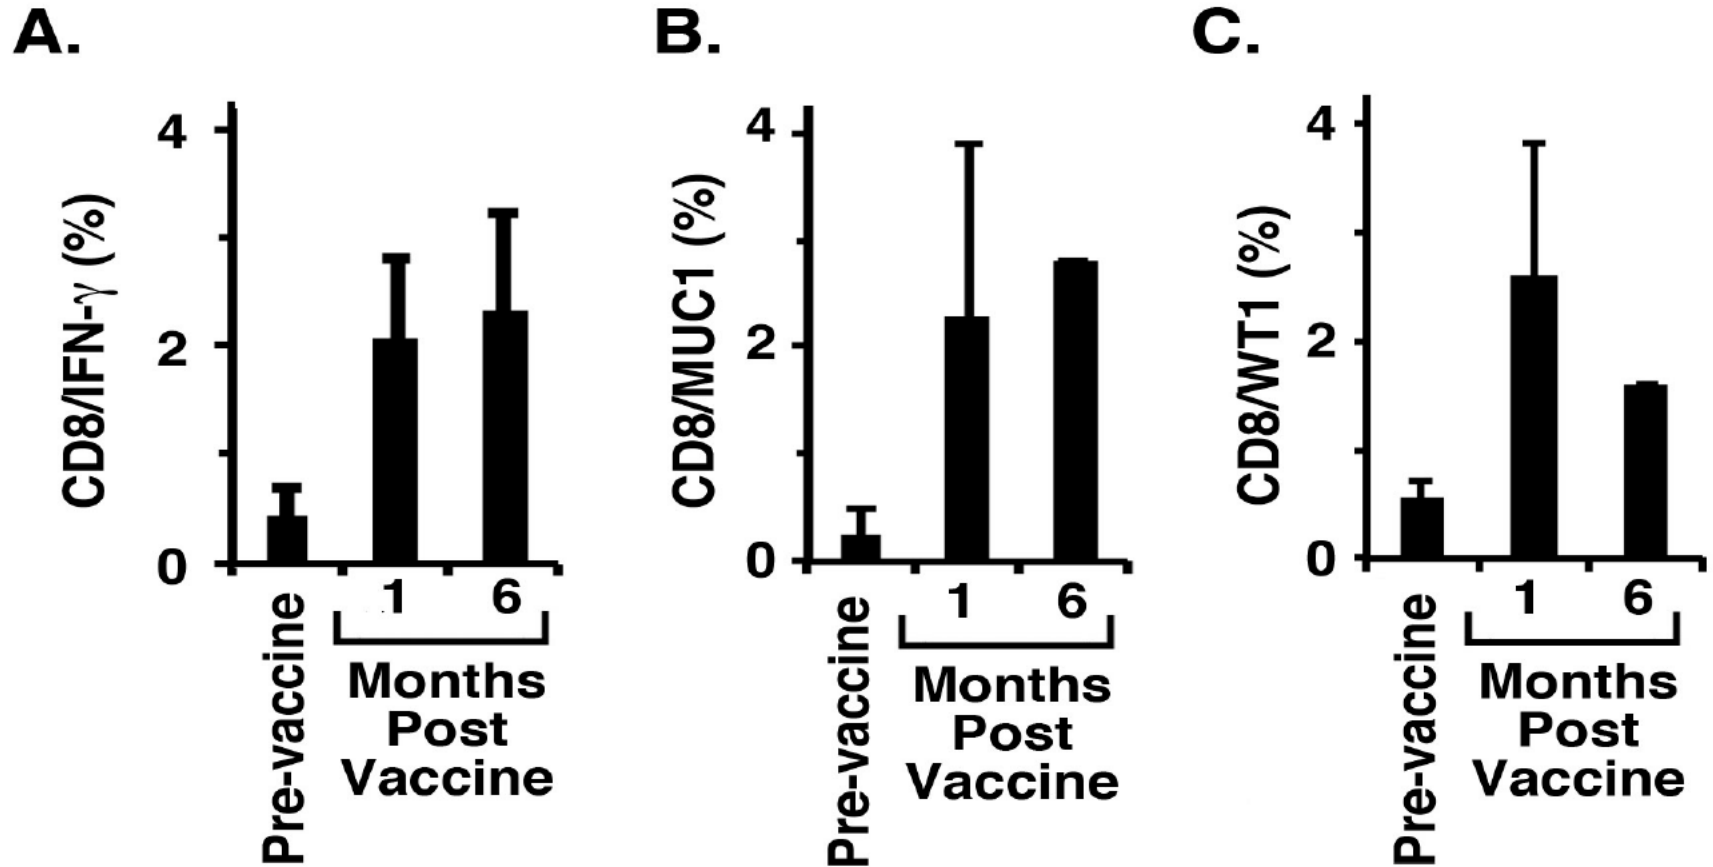 A.
CD8/IFN-γ (%)
4
2
0
Pre-vaccine
1
6
Months
Post
Vaccine
B.
CD8/MUC1 (%)
4
2
0
Pre-vaccine
1
6
Months
Post
Vaccine
C.
CD8/WT1 (%)
4
2
0
Pre-vaccine
1
6
Months
Post
Vaccine